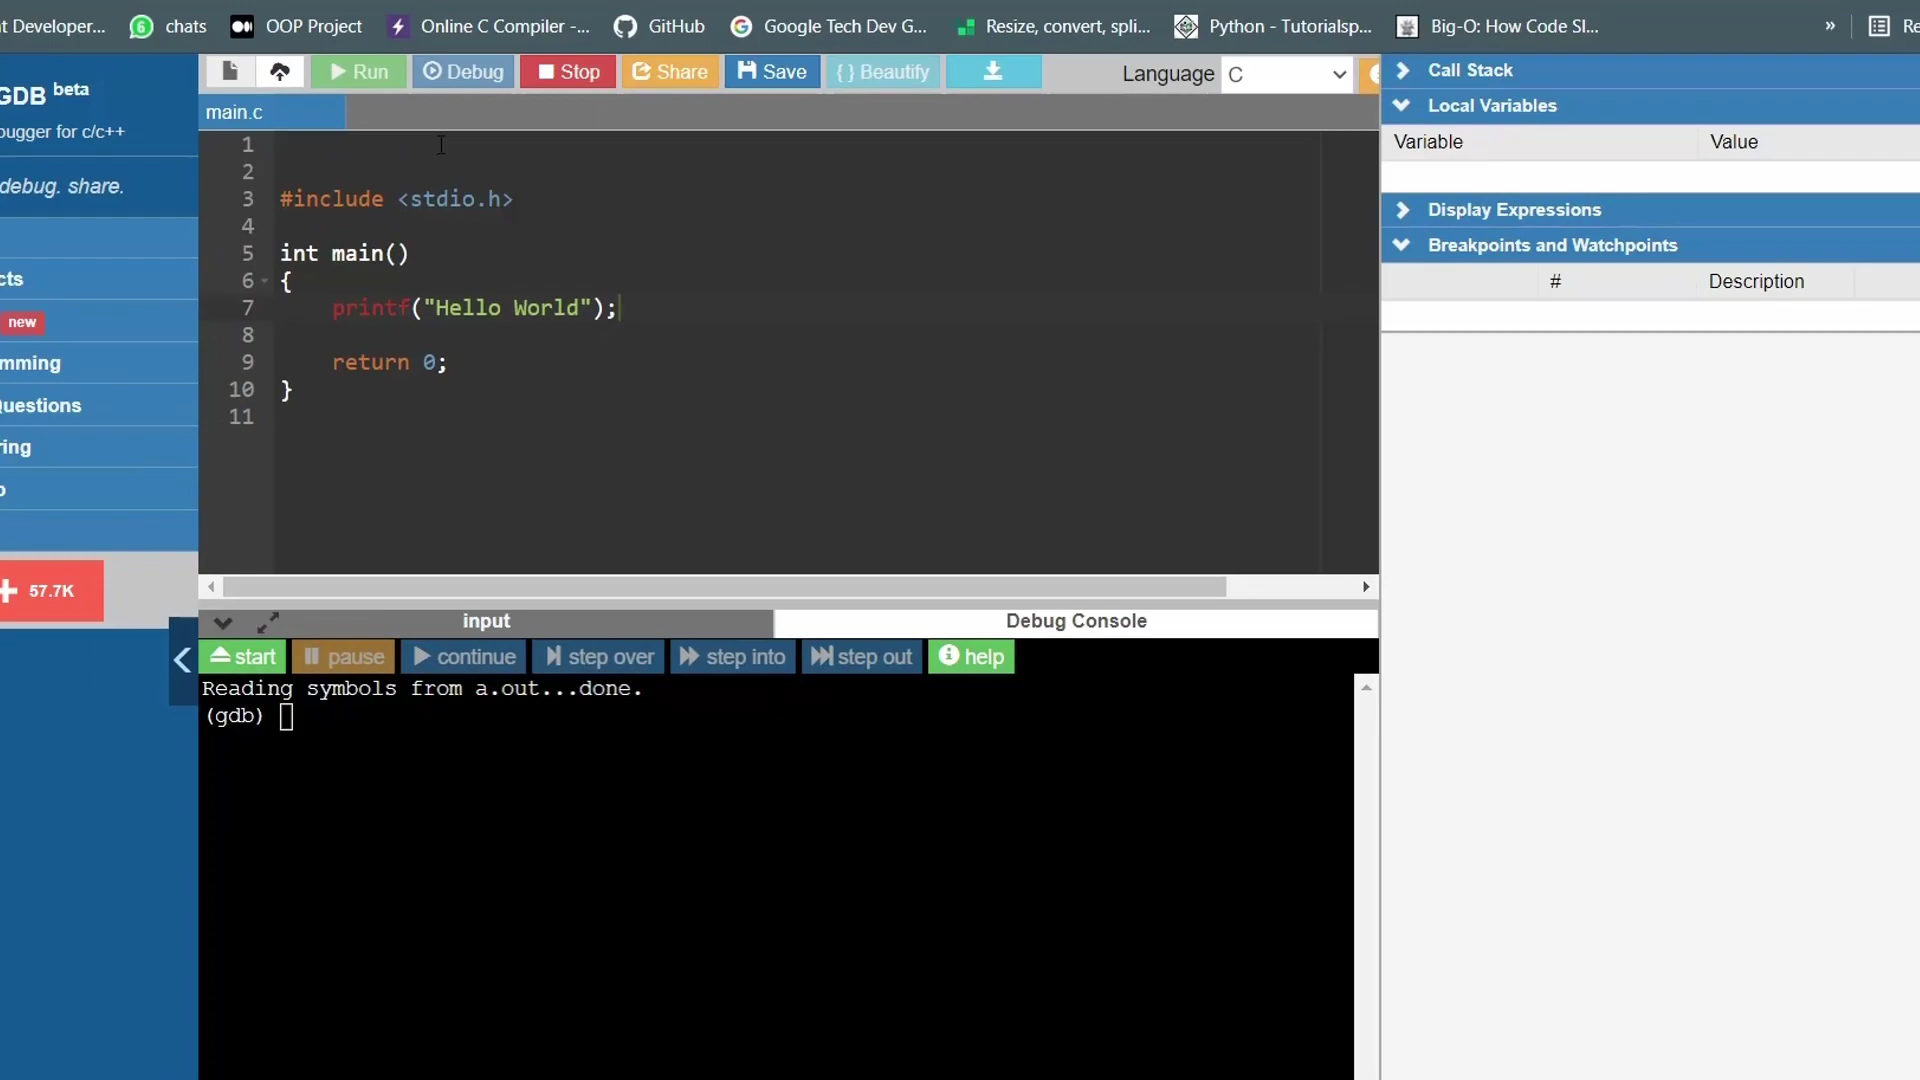 t Developer...
6
chats
OOP Project
Online C Compiler -...
GitHub
Google Tech Dev G...
Resize, convert, spli...
Python - Tutorialsp...
Big-O: How Code Sl...
»
Re
GDB beta
bugger for c/c++
debug. share.
cts
new
mming
Questions
ring
p
57.7K
Run
Debug
Stop
Share
Save
{ } Beautify
Language C
main.c
1
2
3 #include <stdio.h>
4
5 int main()
6 {
7 printf("Hello World");
8
9 return 0;
10 }
11
input
Debug Console
start
pause
continue
step over
step into
step out
help
Reading symbols from a.out...done.
(gdb)
Call Stack
Local Variables
Variable Value
Display Expressions
Breakpoints and Watchpoints
# Description